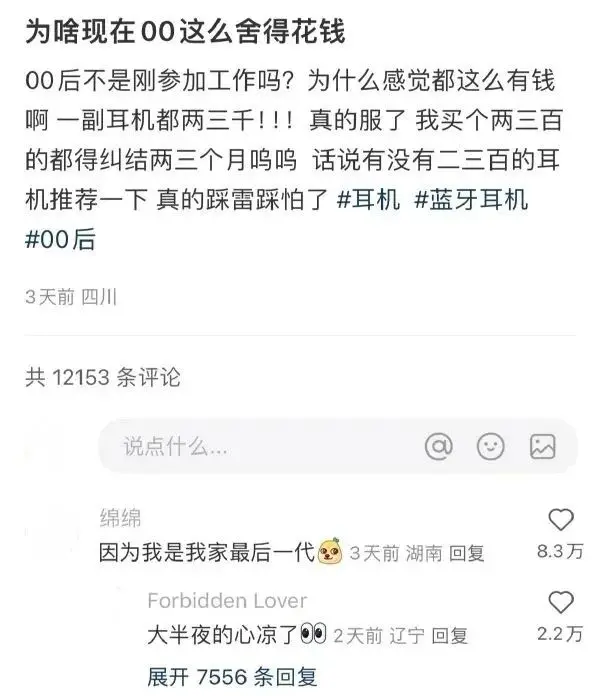 为啥现在00这么舍得花钱
00后不是刚参加工作吗？为什么感觉都这么有钱
啊 一副耳机都两三千！！！ 真的服了 我买个两三百
的都得纠结两三个月呜呜 话说有没有二三百的耳
机推荐一下 真的踩雷踩怕了 #耳机 #蓝牙耳机
#00后
3天前 四川
共 12153 条评论
说点什么...
绵绵
因为我是我家最后一代 3天前 湖南 回复
8.3万
Forbidden Lover
大半夜的心凉了👀 2天前 辽宁 回复
2.2万
展开 7556 条回复